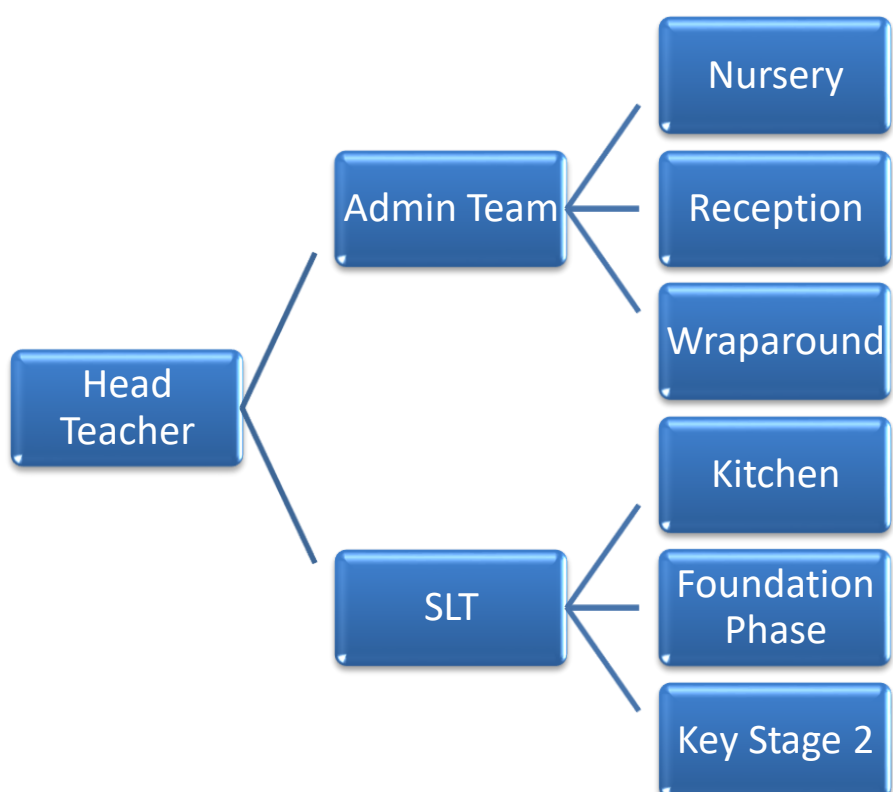 Nursery
Admin Team
Reception
Wraparound
Head
Teacher
Kitchen
SLT
Foundation
Phase
Key Stage 2